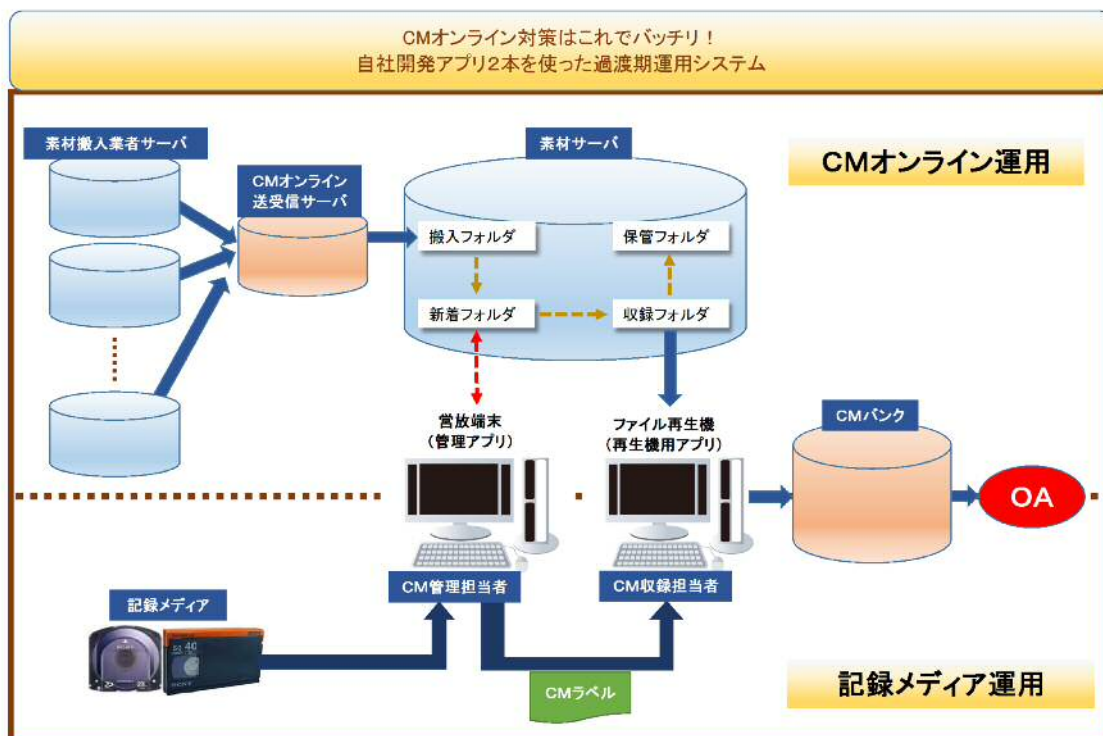 CMオンライン対策はこれでバッチリ！
自社開発アプリ２本を使った過渡期運用システム
素材搬入業者サーバ
CMオンライン
送受信サーバ
素材サーバ
CMオンライン運用
搬入フォルダ
保管フォルダ
新着フォルダ
収録フォルダ
営放端末
（管理アプリ）
ファイル再生機
（再生機用アプリ）
CMバンク
OA
CM管理担当者
CM収録担当者
記録メディア
CMラベル
記録メディア運用